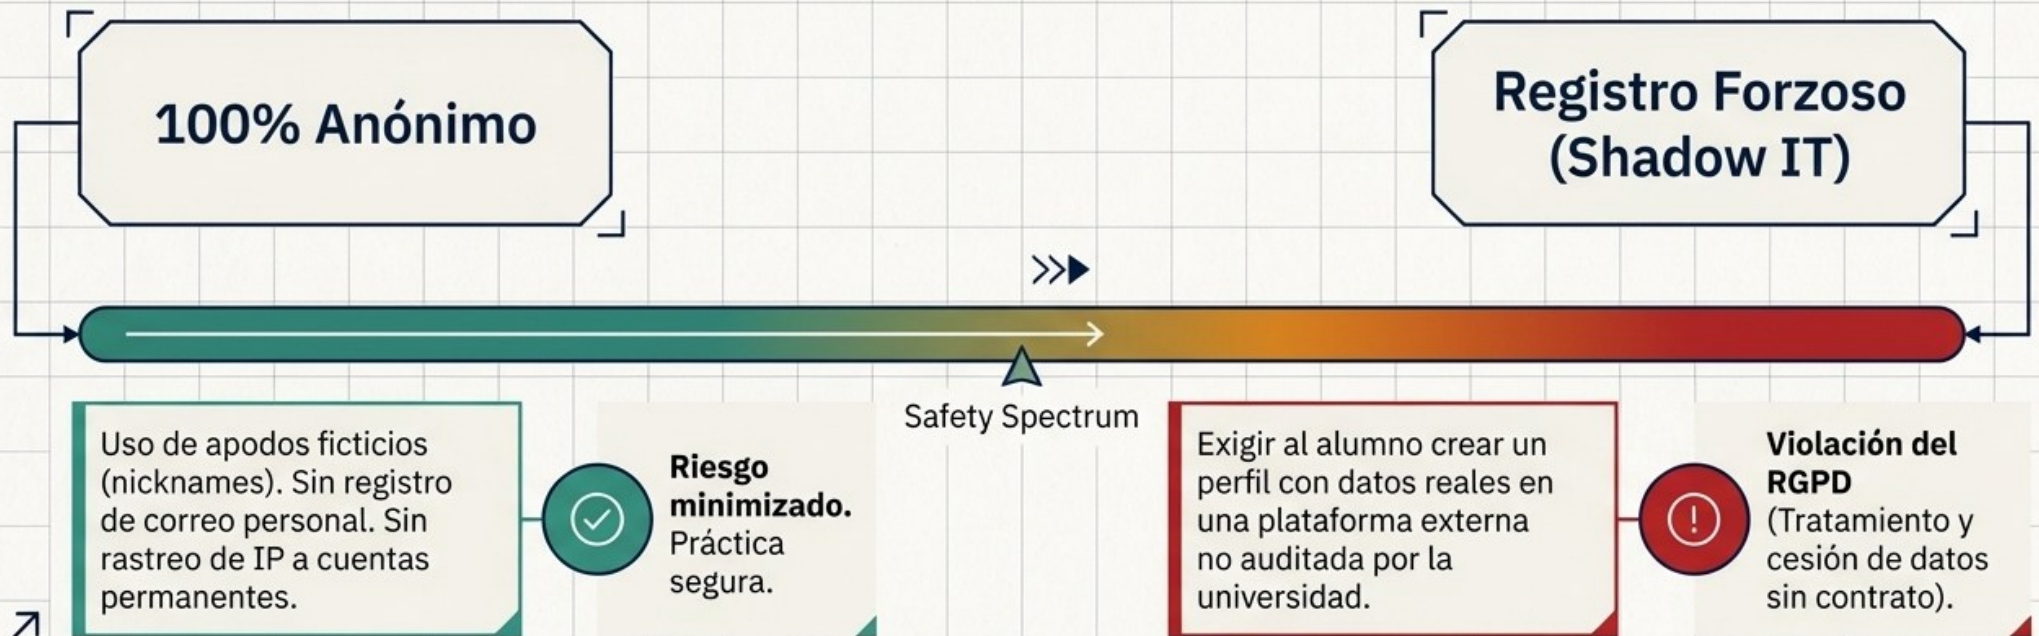 100% Anónimo
Registro Forzoso
(Shadow IT)
Safety Spectrum
Uso de apodos ficticios
(nicknames). Sin registro
de correo personal. Sin
rastreo de IP a cuentas
permanentes.
Riesgo
minimizado.
Práctica
segura.
Exigir al alumno crear un
perfil con datos reales en
una plataforma externa
no auditada por la
universidad.
Violación del
RGPD
(Tratamiento y
cesión de datos
sin contrato).